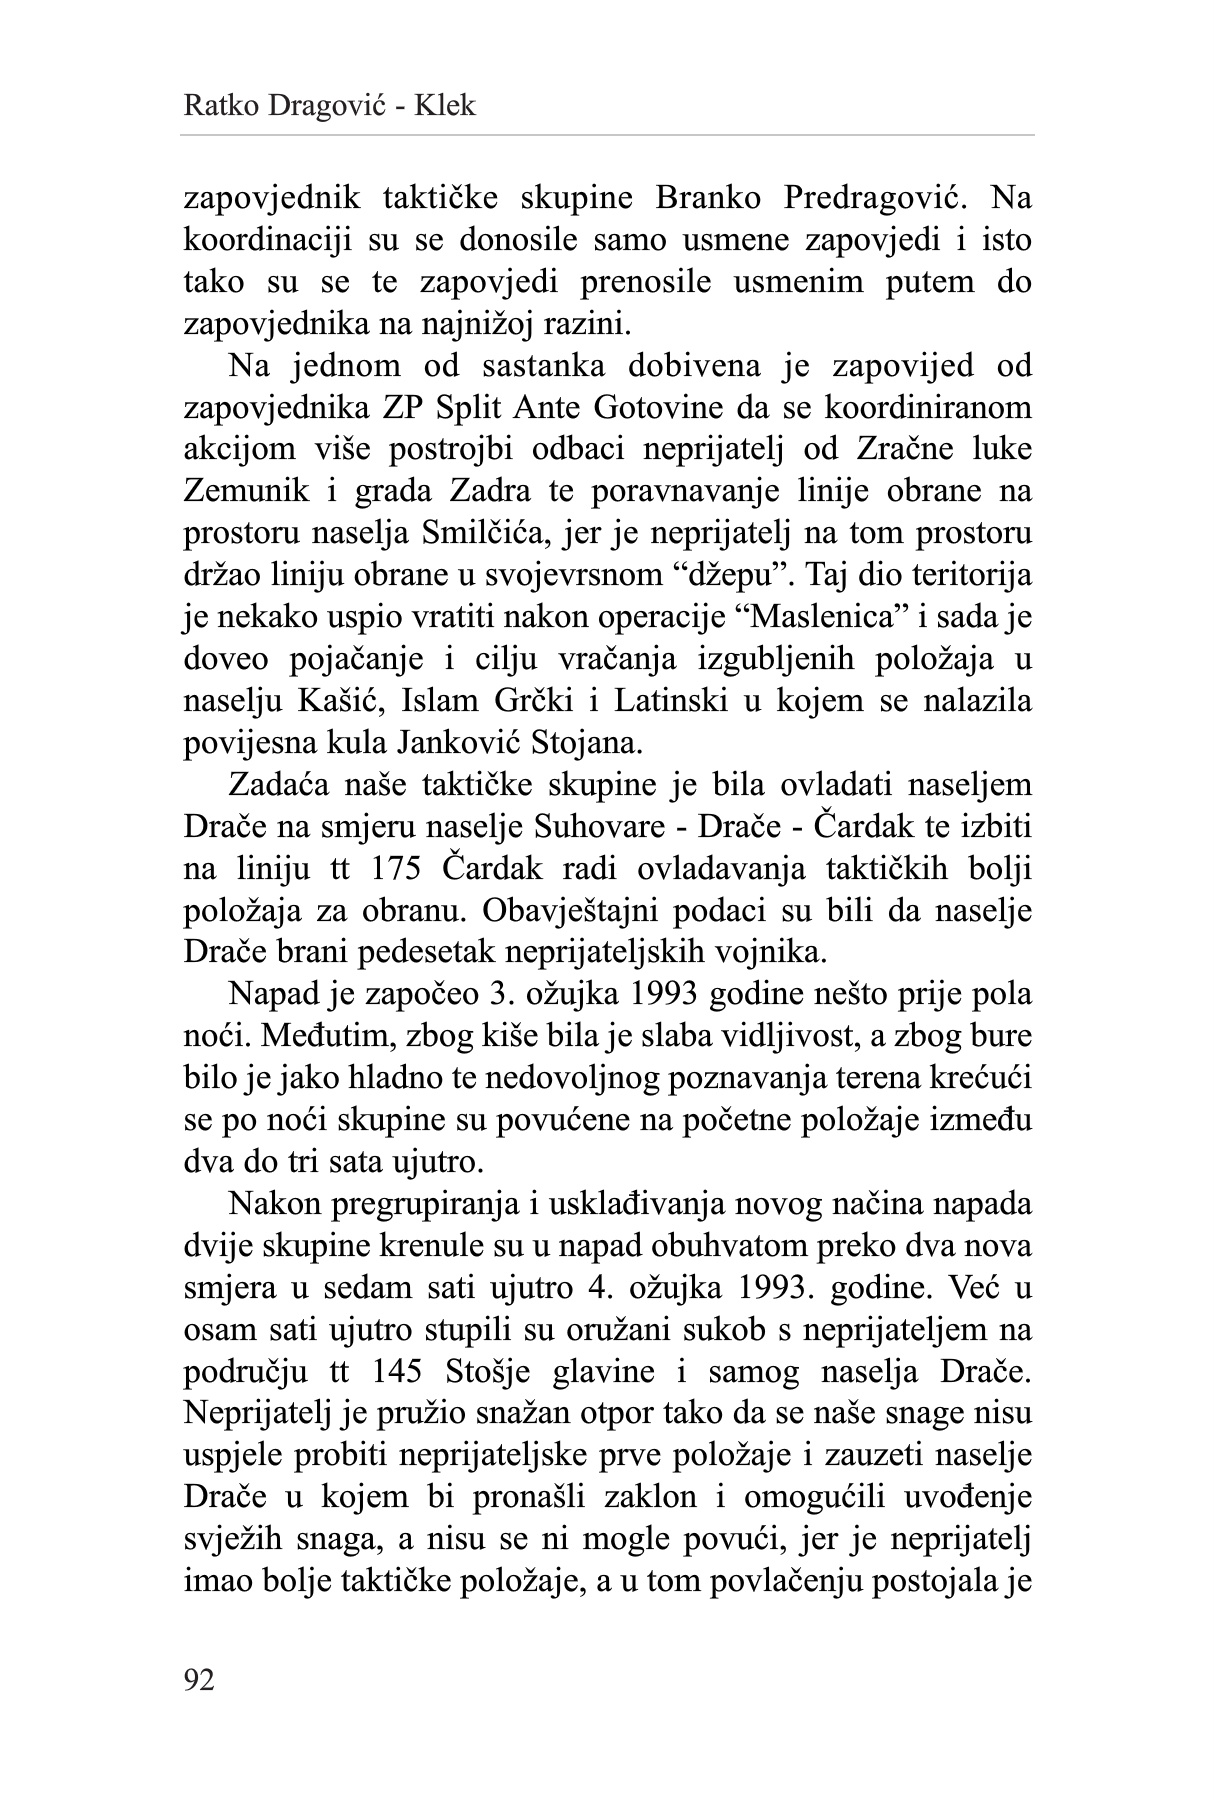 Ratko Dragović - Klek
zapovjednik taktičke skupine Branko Predragović. Na
koordinaciji su se donosile samo usmene zapovjedi i isto
tako su se te zapovjedi prenosile usmenim putem do
zapovjednika na najnižoj razini.
Na jednom od sastanka dobivena je zapovijed od
zapovjednika ZP Split Ante Gotovine da se koordiniranom
akcijom više postrojbi odbaci neprijatelj od Zračne luke
Zemunik i grada Zadra te poravnavanje linije obrane na
prostoru naselja Smilčića, jer je neprijatelj na tom prostoru
držao liniju obrane u svojevrsnom “džepu”. Taj dio teritorija
je nekako uspio vratiti nakon operacije “Maslenica” i sada je
doveo pojačanje i cilju vračanja izgubljenih položaja u
naselju Kašić, Islam Grčki i Latinski u kojem se nalazila
povijesna kula Janković Stojana.
Zadaća naše taktičke skupine je bila ovladati naseljem
Drače na smjeru naselje Suhovare - Drače - Čardak te izbiti
na liniju tt 175 Čardak radi ovladavanja taktičkih bolji
položaja za obranu. Obavještajni podaci su bili da naselje
Drače brani pedesetak neprijateljskih vojnika.
Napad je započeo 3. ožujka 1993 godine nešto prije pola
noći. Međutim, zbog kiše bila je slaba vidljivost, a zbog bure
bilo je jako hladno te nedovoljnog poznavanja terena krećući
se po noći skupine su povućene na početne položaje između
dva do tri sata ujutro.
Nakon pregrupiranja i usklađivanja novog načina napada
dvije skupine krenule su u napad obuhvatom preko dva nova
smjera u sedam sati ujutro 4. ožujka 1993. godine. Već u
osam sati ujutro stupili su oružani sukob s neprijateljem na
području tt 145 Stošje glavine i samog naselja Drače.
Neprijatelj je pružio snažan otpor tako da se naše snage nisu
uspjele probiti neprijateljske prve položaje i zauzeti naselje
Drače u kojem bi pronašli zaklon i omogućili uvođenje
svježih snaga, a nisu se ni mogle povući, jer je neprijatelj
imao bolje taktičke položaje, a u tom povlačenju postojala je
92